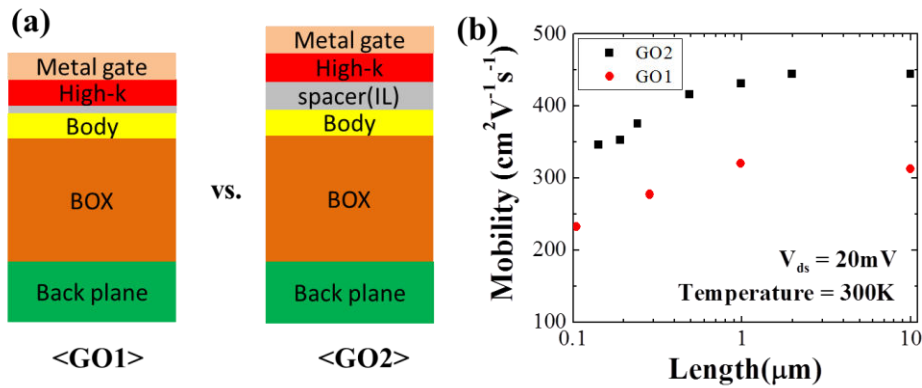 (a)
Metal gate
High-k
Body
BOX
Back plane
<GO1>
vs.
Metal gate
High-k
spacer(IL)
Body
BOX
Back plane
<GO2>
(b)
Mobility (cm²V⁻¹s⁻¹)
500
400
300
200
100
GO2
GO1
V_ds = 20mV
Temperature = 300K
0.1
1
10
Length(μm)